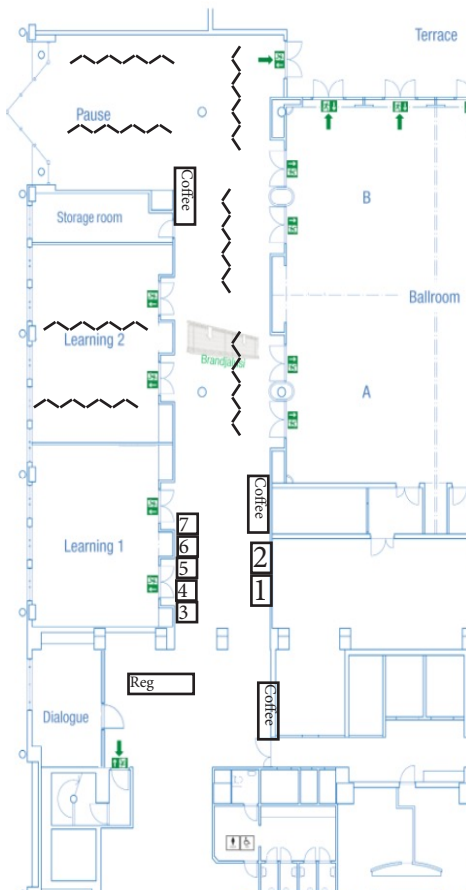 Terrace
Pause
Coffee
B
Storage room
Ballroom
Learning 2
A
Coffee
7
Learning 1
6
2
5
4
1
3
Reg
Coffee
Dialogue